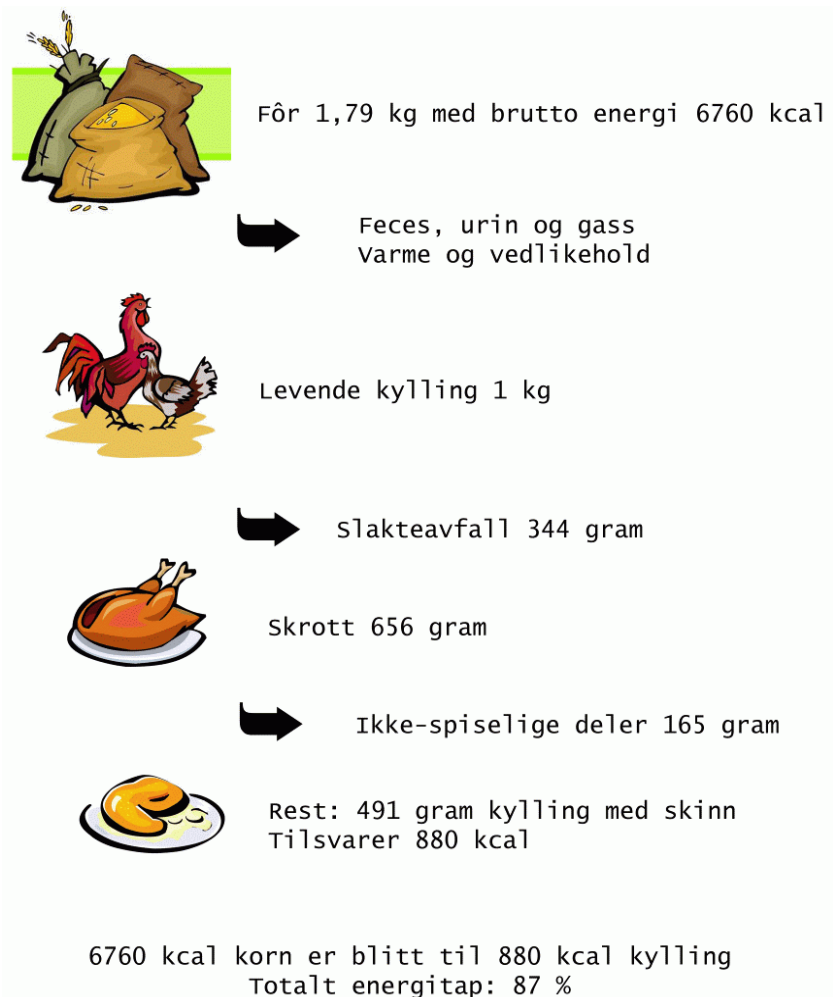 Fôr 1,79 kg med brutto energi 6760 kcal
Feces, urin og gass
Varme og vedlikehold
Levende kylling 1 kg
Slakteavfall 344 gram
Skrott 656 gram
Ikke-spiselige deler 165 gram
Rest: 491 gram kylling med skinn
Tilsvarer 880 kcal
6760 kcal korn er blitt til 880 kcal kylling
Totalt energitap: 87 %